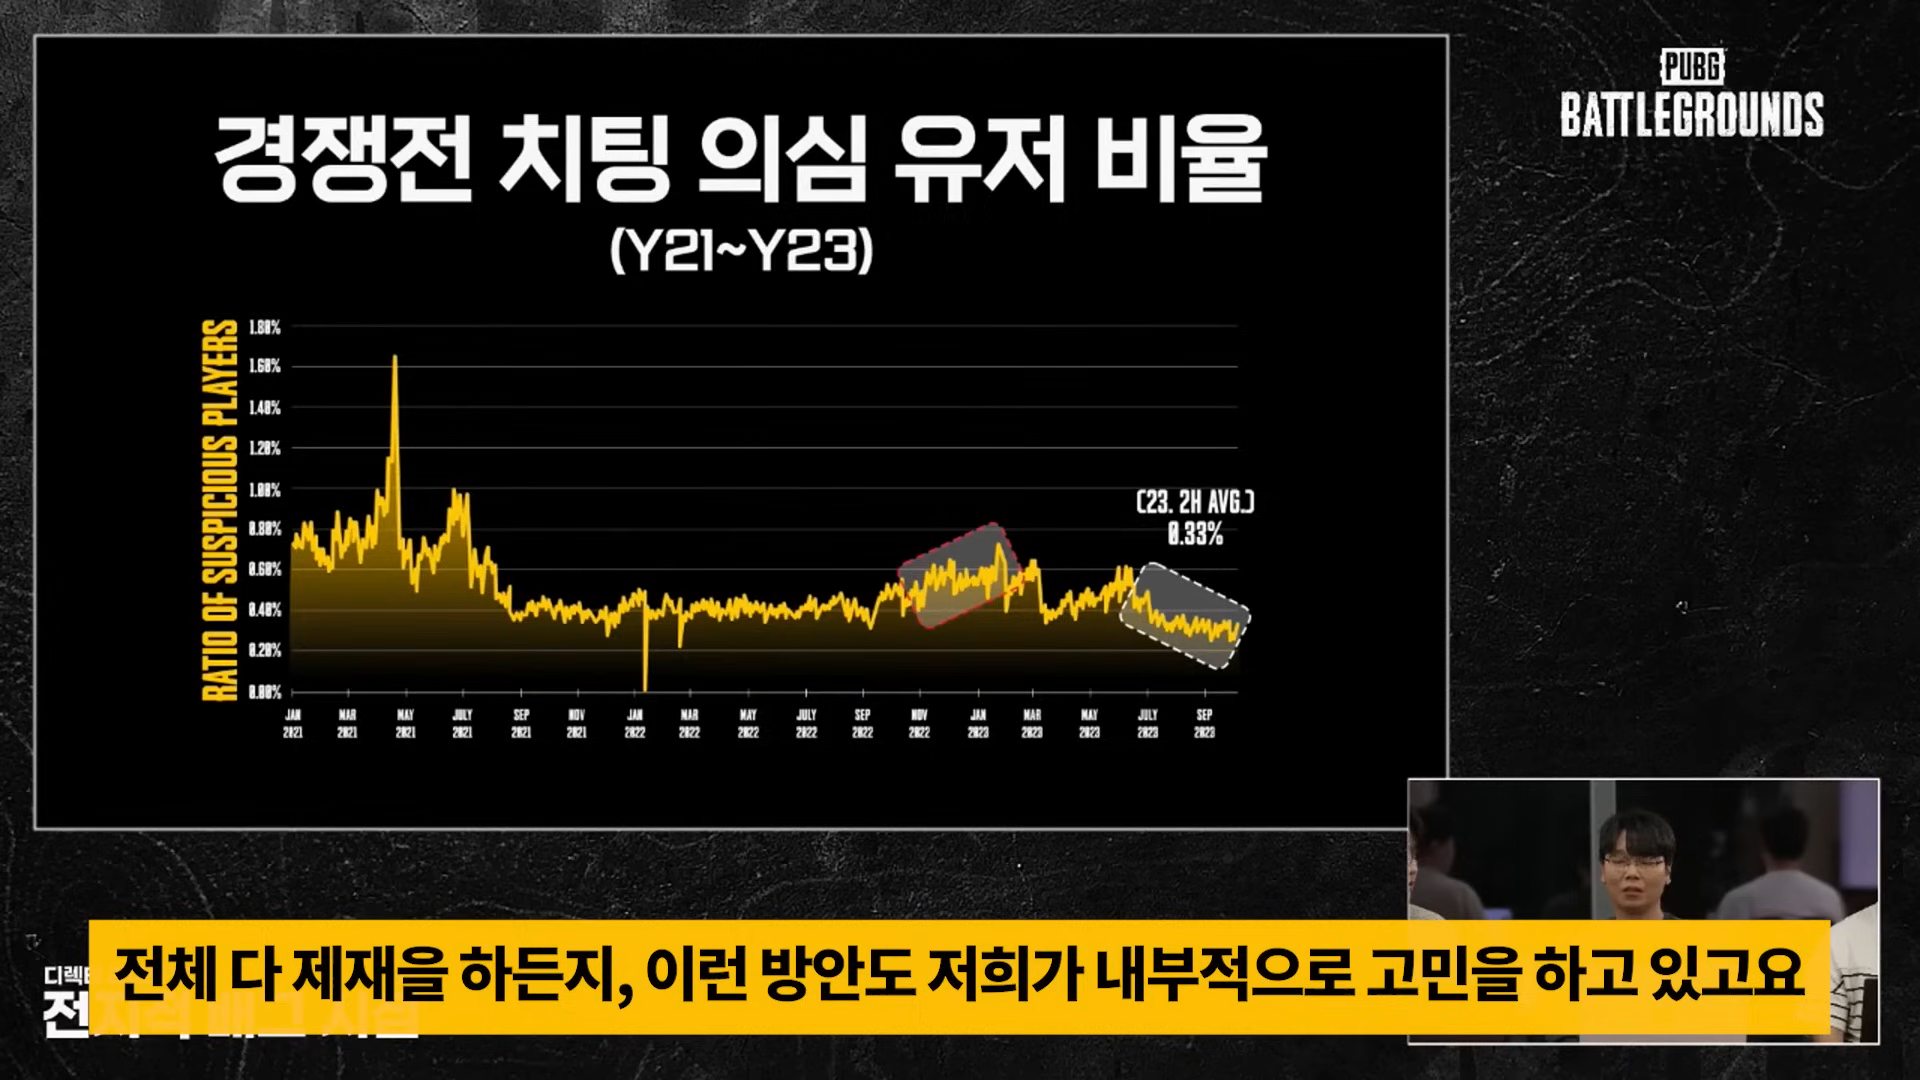 PUBG
BATTLEGROUNDS
경쟁전 치팅 의심 유저 비율
(Y21~Y23)
RATIO OF SUSPICIOUS PLAYERS
1.80%
1.60%
1.40%
1.20%
1.00%
0.80%
0.60%
0.40%
0.20%
0.00%
(23. 2H AVG.)
0.33%
JAN MAR MAY JULY SEP NOV JAN MAR MAY JULY SEP NOV JAN MAR MAY JULY SEP
2021 2021 2021 2021 2021 2021 2022 2022 2022 2022 2022 2022 2023 2023 2023 2023 2023
전체 다 제재을 하든지, 이런 방안도 저희가 내부적으로 고민을 하고 있고요